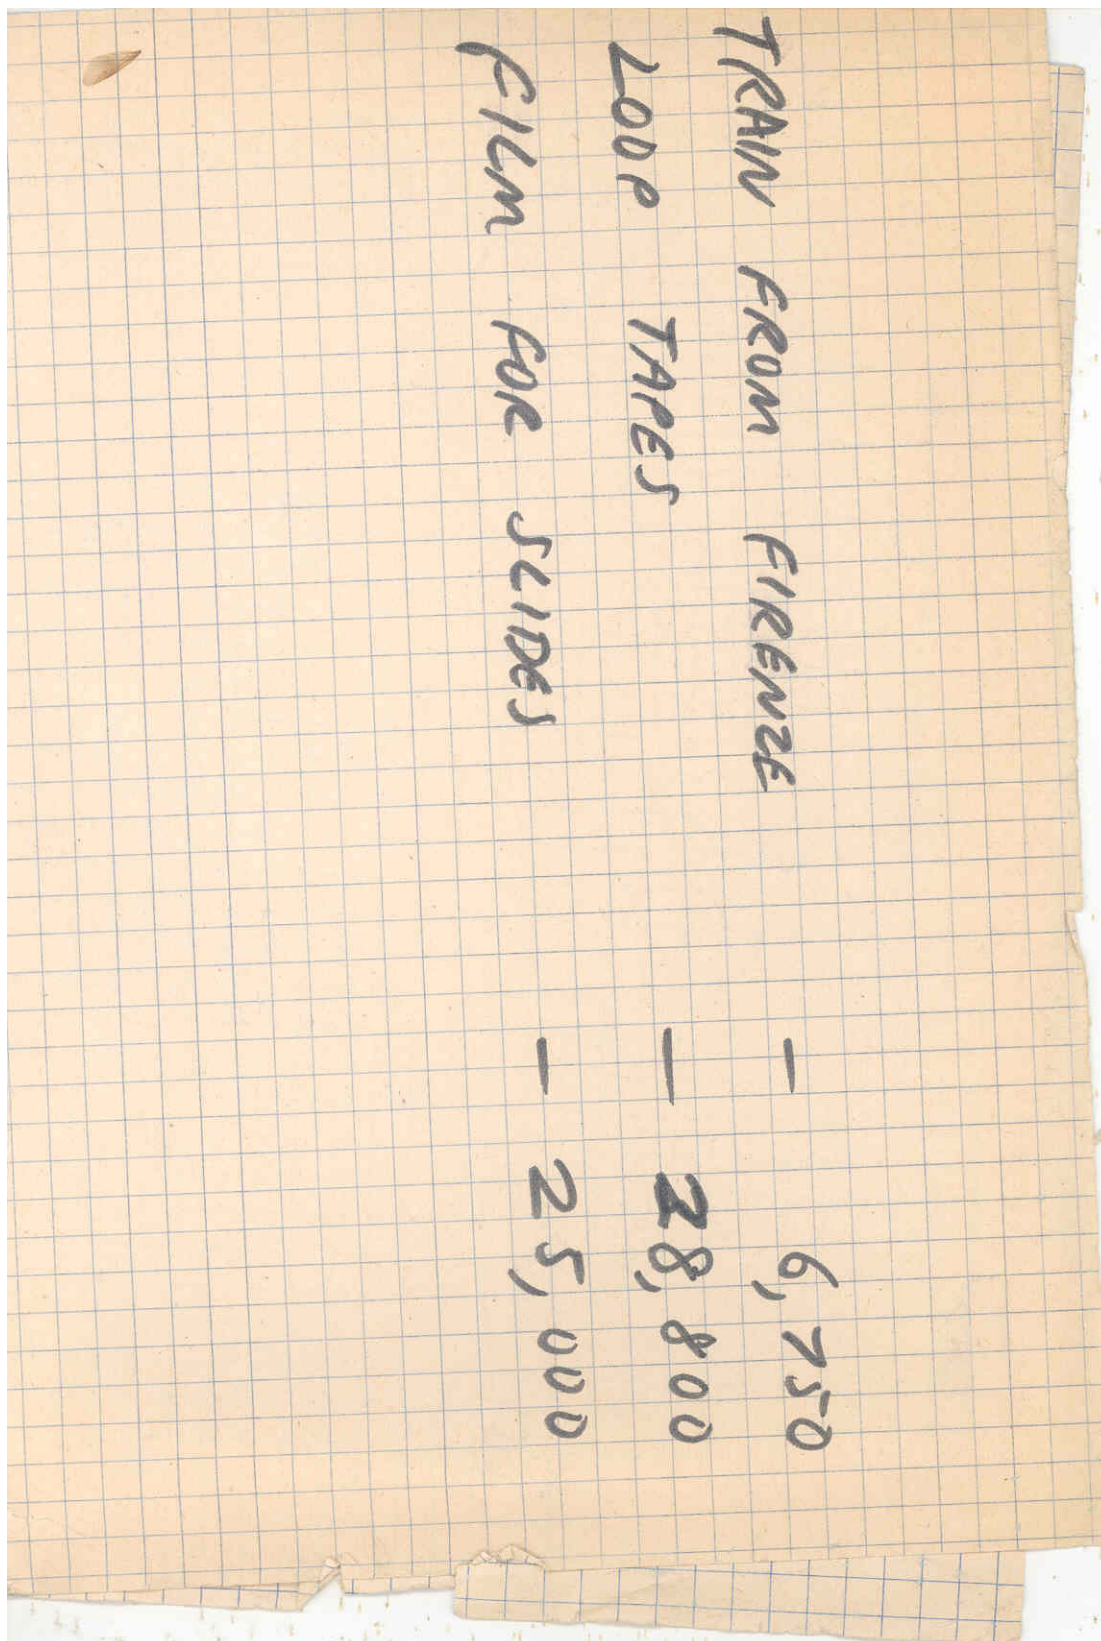 TRAIN FROM FIRENZE – 6,750
LOOP TAPES — 28,800
FILM FOR SLIDES – 25,000